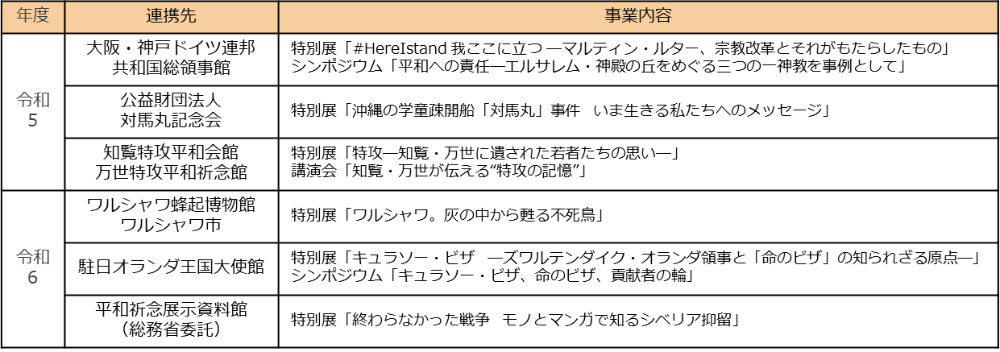 年度 連携先 事業内容
令和
5
大阪・神戸ドイツ連邦
共和国総領事館
特別展「#HereIstand 我ここに立つ ―マルティン・ルター、宗教改革とそれがもたらしたもの」
シンポジウム「平和への責任―エルサレム・神殿の丘をめぐる三つの一神教を事例として」
公益財団法人
対馬丸記念会
特別展「沖縄の学童疎開船「対馬丸」事件 いま生きる私たちへのメッセージ」
知覧特攻平和会館
万世特攻平和祈念館
特別展「特攻―知覧・万世に遺された若者たちの思い―」
講演会「知覧・万世が伝える“特攻の記憶”」
令和
6
ワルシャワ蜂起博物館
ワルシャワ市
特別展「ワルシャワ。灰の中から甦る不死鳥」
駐日オランダ王国大使館
特別展「キュラソー・ビザ ―ズワルテンダイク・オランダ領事と「命のビザ」の知られざる原点―」
シンポジウム「キュラソー・ビザ、命のビザ、貢献者の輪」
平和祈念展示資料館
（総務省委託）
特別展「終わらなかった戦争 モノとマンガで知るシベリア抑留」